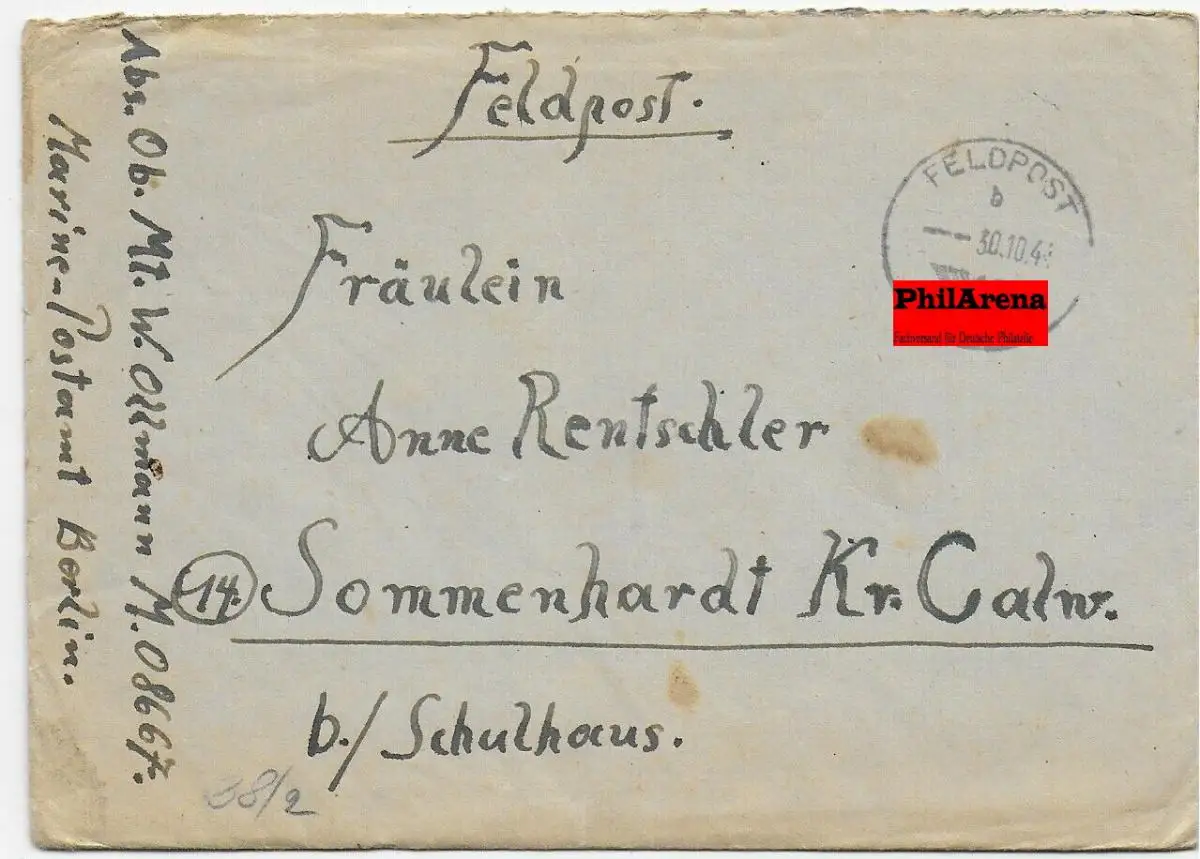 Feldpost.
FELDPOST
b
30.10.44
PhilArena
Fachversand für Deutsche Philatelie
Fräulein
Anne Rentschler
14. Sommenhardt Kr. Calw.
b./ Schulhaus.
38/2
Abs. Ob. Mt. W. Ollmann M.08667.
Marine-Postamt Berlin.